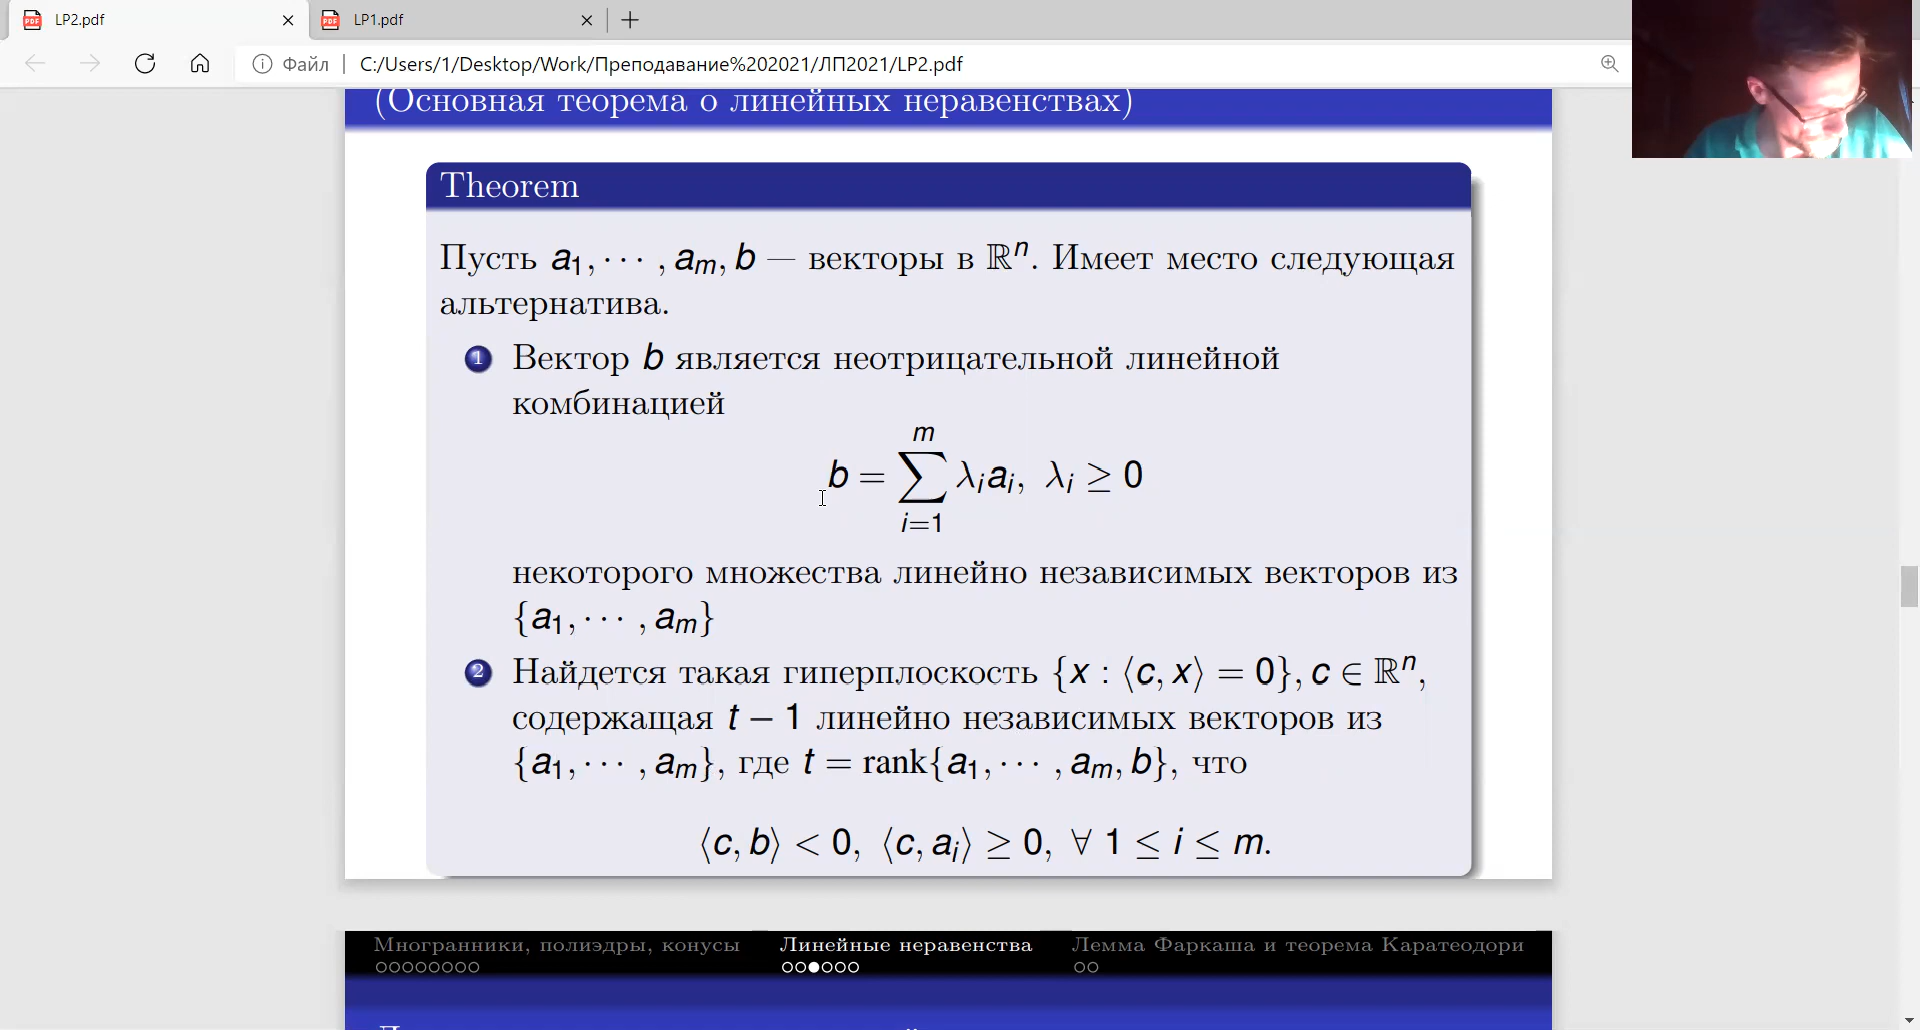 LP2.pdf
LP1.pdf
Файл | C:/Users/1/Desktop/Work/Преподавание%202021/ЛП2021/LP2.pdf
(Основная теорема о линейных неравенствах)
Theorem
Пусть a₁, ⋯ , aₘ, b — векторы в ℝⁿ. Имеет место следующая
альтернатива.
1 Вектор b является неотрицательной линейной
комбинацией
m
b = ∑ λᵢaᵢ, λᵢ ≥ 0
i=1
некоторого множества линейно независимых векторов из
{a₁, ⋯ , aₘ}
2 Найдется такая гиперплоскость {x : ⟨c, x⟩ = 0}, c ∈ ℝⁿ,
содержащая t − 1 линейно независимых векторов из
{a₁, ⋯ , aₘ}, где t = rank{a₁, ⋯ , aₘ, b}, что
⟨c, b⟩ < 0, ⟨c, aᵢ⟩ ≥ 0, ∀ 1 ≤ i ≤ m.
Многранники, полиэдры, конусы Линейные неравенства Лемма Фаркаша и теорема Каратеодори